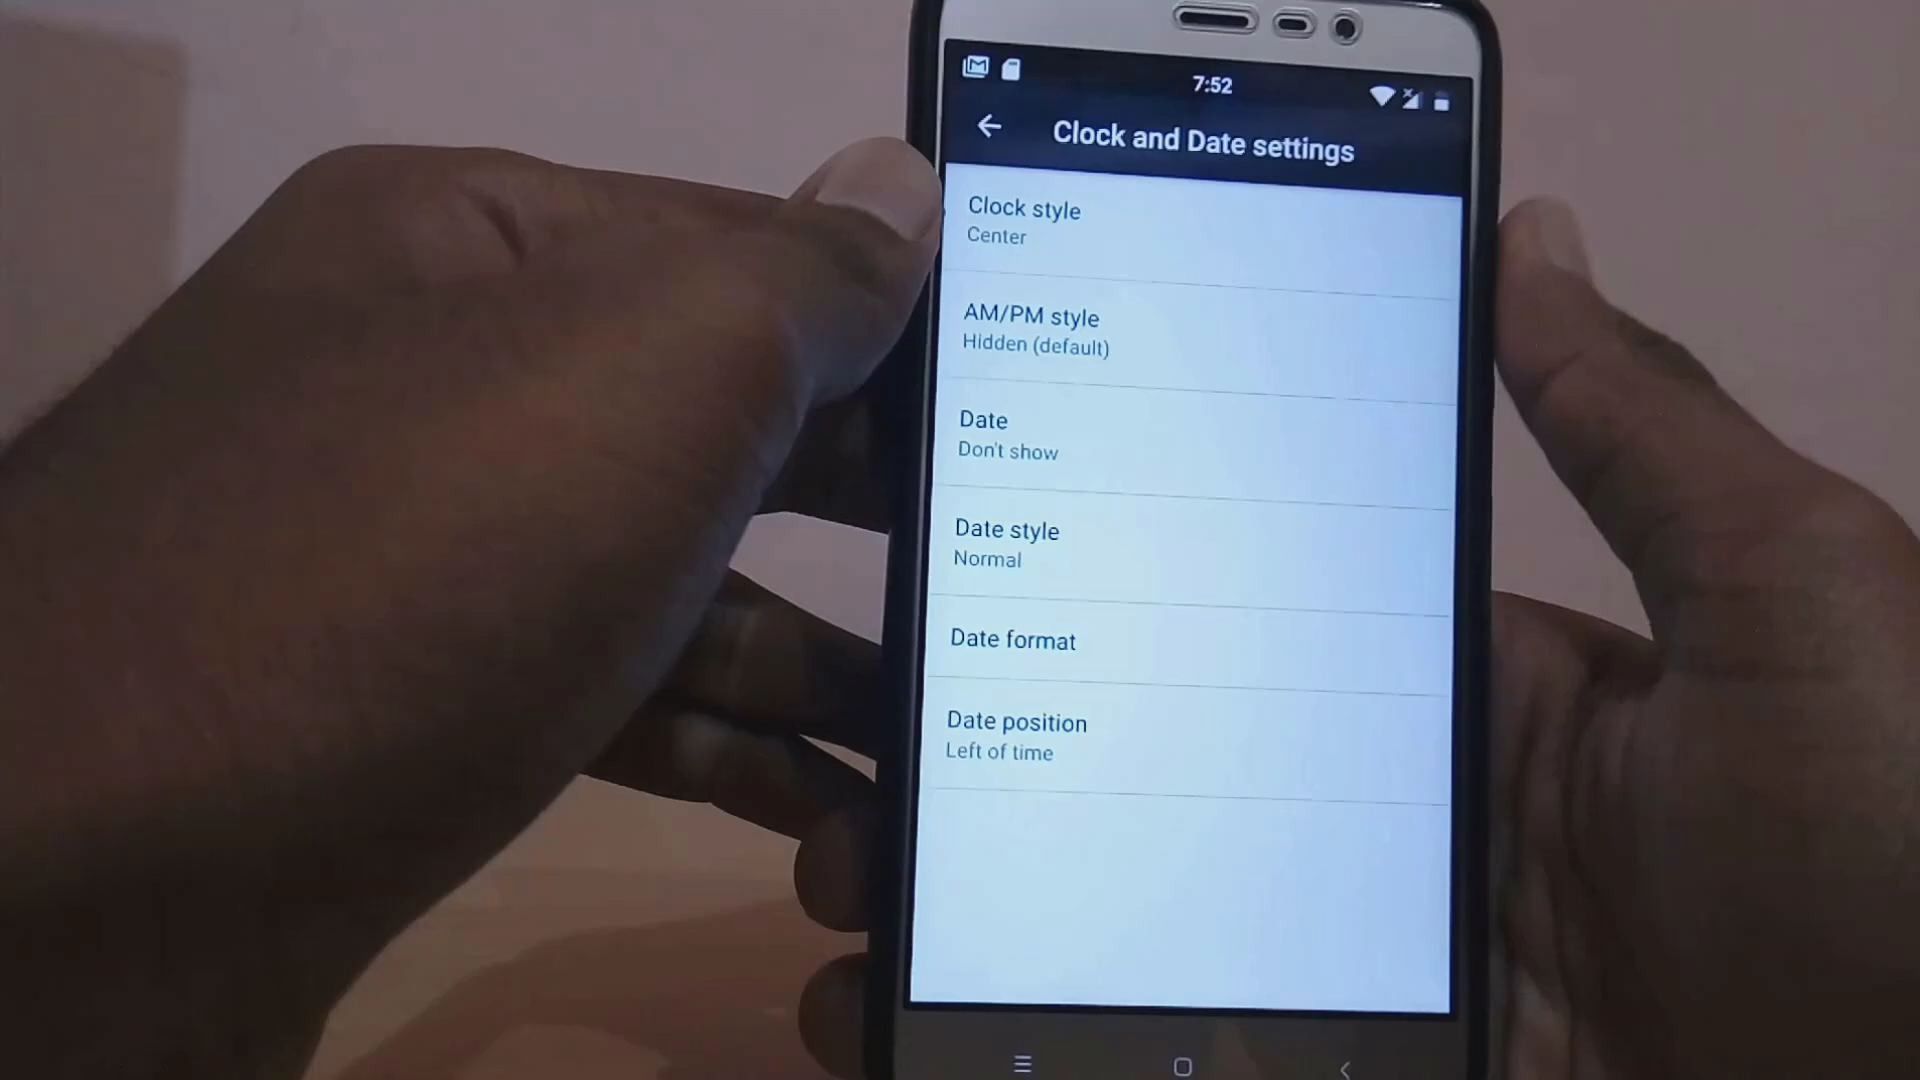 7:52
Clock and Date settings
Clock style
Center
AM/PM style
Hidden (default)
Date
Don't show
Date style
Normal
Date format
Date position
Left of time